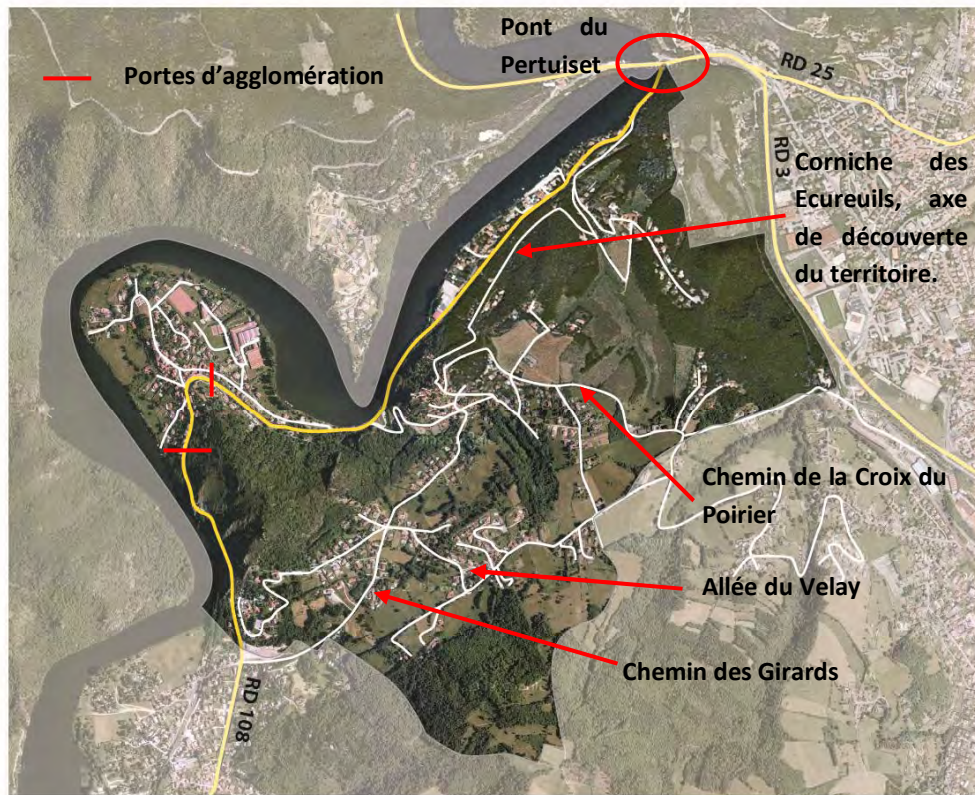 Pont du
Pertuiset
Portes d'agglomération
RD 25
RD 3
Corniche des
Ecureuils, axe
de découverte
du territoire.
Chemin de la Croix du
Poirier
Allée du Velay
Chemin des Girards
RD 108